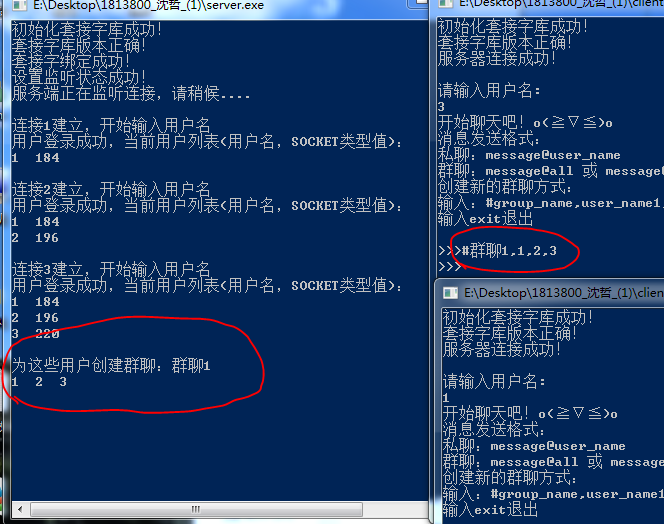 E:\Desktop\1813800_沈哲_(1)\server.exe
初始化套接字库成功!
套接字库版本正确!
套接字绑定成功!
设置监听状态成功!
服务端正在监听连接，请稍候....
连接1建立，开始输入用户名
用户登录成功，当前用户列表(用户名，SOCKET类型值):
1 184
连接2建立，开始输入用户名
用户登录成功，当前用户列表(用户名，SOCKET类型值):
1 184
2 196
连接3建立，开始输入用户名
用户登录成功，当前用户列表(用户名，SOCKET类型值):
1 184
2 196
3 220
为这些用户创建群聊: 群聊1
1 2 3
E:\Desktop\1813800_沈哲_(1)\client
初始化套接字库成功!
套接字库版本正确!
服务器连接成功!
请输入用户名:
3
开始聊天吧! o(≧▽≦)o
消息发送格式:
私聊: message@user_name
群聊: message@all 或 message@
创建新的群聊方式:
输入: #group_name,user_name1,
输入exit退出
>>>#群聊1,1,2,3
>>>
E:\Desktop\1813800_沈哲_(1)\client
初始化套接字库成功!
套接字库版本正确!
服务器连接成功!
请输入用户名:
1
开始聊天吧! o(≧▽≦)o
消息发送格式:
私聊: message@user_name
群聊: message@all 或 messag
创建新的群聊方式:
输入: #group_name,user_name1
输入exit退出